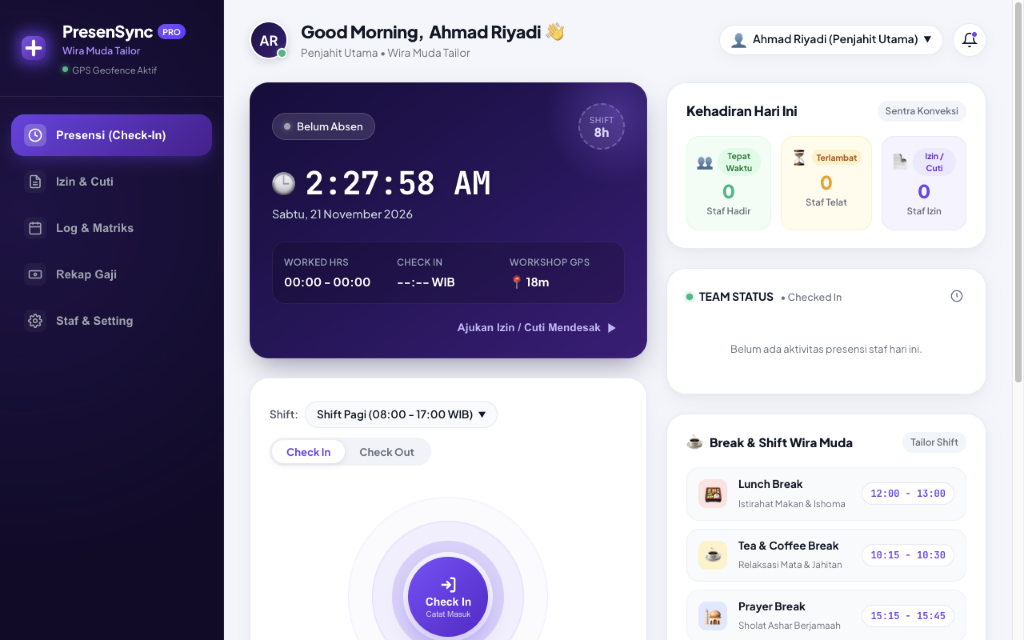 PresenSync PRO
Wira Muda Tailor
GPS Geofence Aktif
Presensi (Check-In)
Izin & Cuti
Log & Matriks
Rekap Gaji
Staf & Setting
AR
Good Morning, Ahmad Riyadi 👋
Penjahit Utama • Wira Muda Tailor
Ahmad Riyadi (Penjahit Utama) ▼
Belum Absen
SHIFT
8h
2:27:58 AM
Sabtu, 21 November 2026
WORKED HRS
00:00 - 00:00
CHECK IN
--:-- WIB
WORKSHOP GPS
📍 18m
Ajukan Izin / Cuti Mendesak ▶
Shift:
Shift Pagi (08:00 - 17:00 WIB) ▼
Check In
Check Out
Check In
Catat Masuk
Kehadiran Hari Ini
Sentra Konveksi
Tepat
Waktu
0
Staf Hadir
Terlambat
0
Staf Telat
Izin /
Cuti
0
Staf Izin
TEAM STATUS • Checked In
Belum ada aktivitas presensi staf hari ini.
☕ Break & Shift Wira Muda
Tailor Shift
Lunch Break
Istirahat Makan & Ishoma
12:00 - 13:00
Tea & Coffee Break
Relaksasi Mata & Jahitan
10:15 - 10:30
Prayer Break
Sholat Ashar Berjamaah
15:15 - 15:45